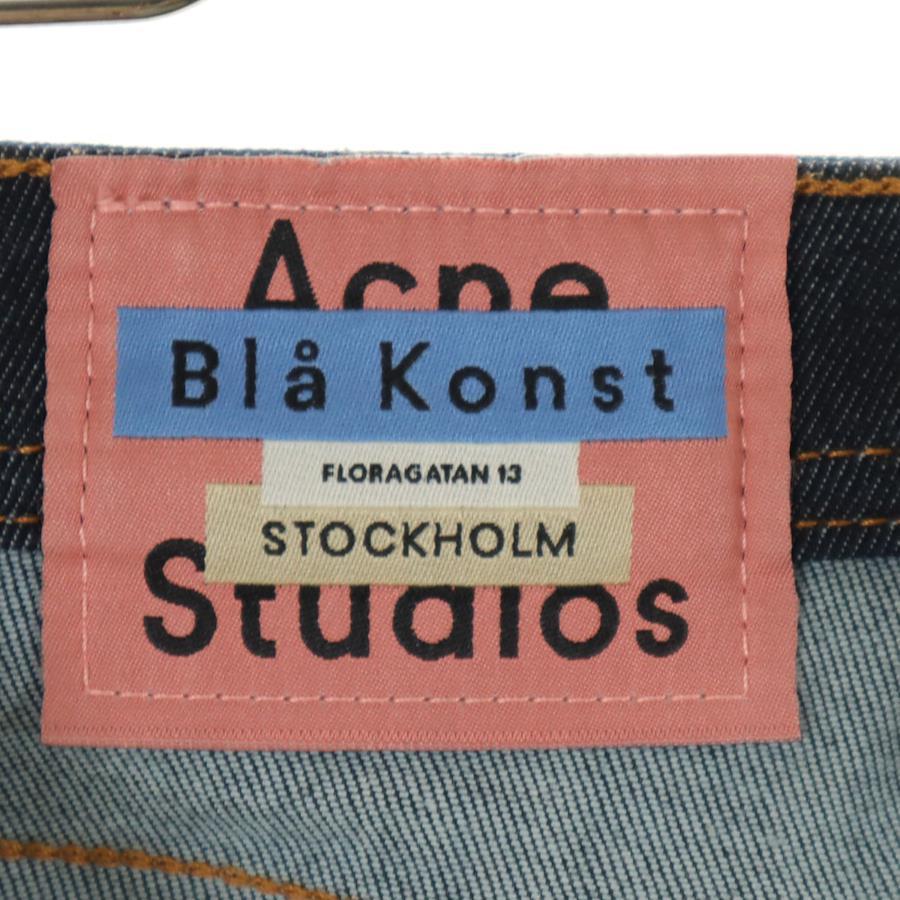 Acne
Blå Konst
FLORAGATAN 13
STOCKHOLM
Studios